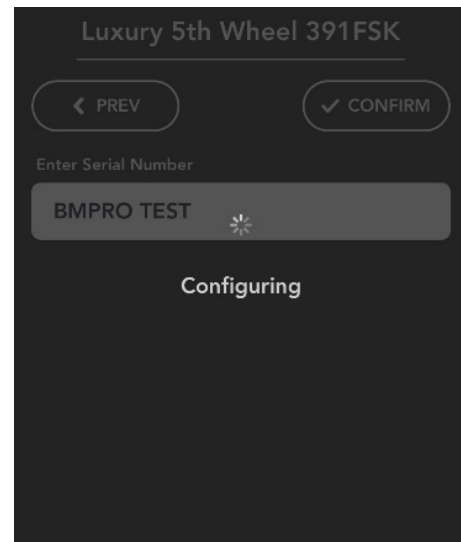 Luxury 5th Wheel 391FSK
PREV
CONFIRM
Enter Serial Number
BMPRO TEST
Configuring